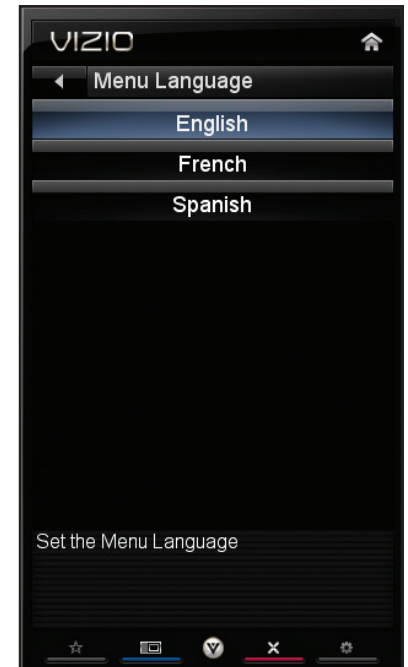 VIZIO
Menu Language
English
French
Spanish
Set the Menu Language
V